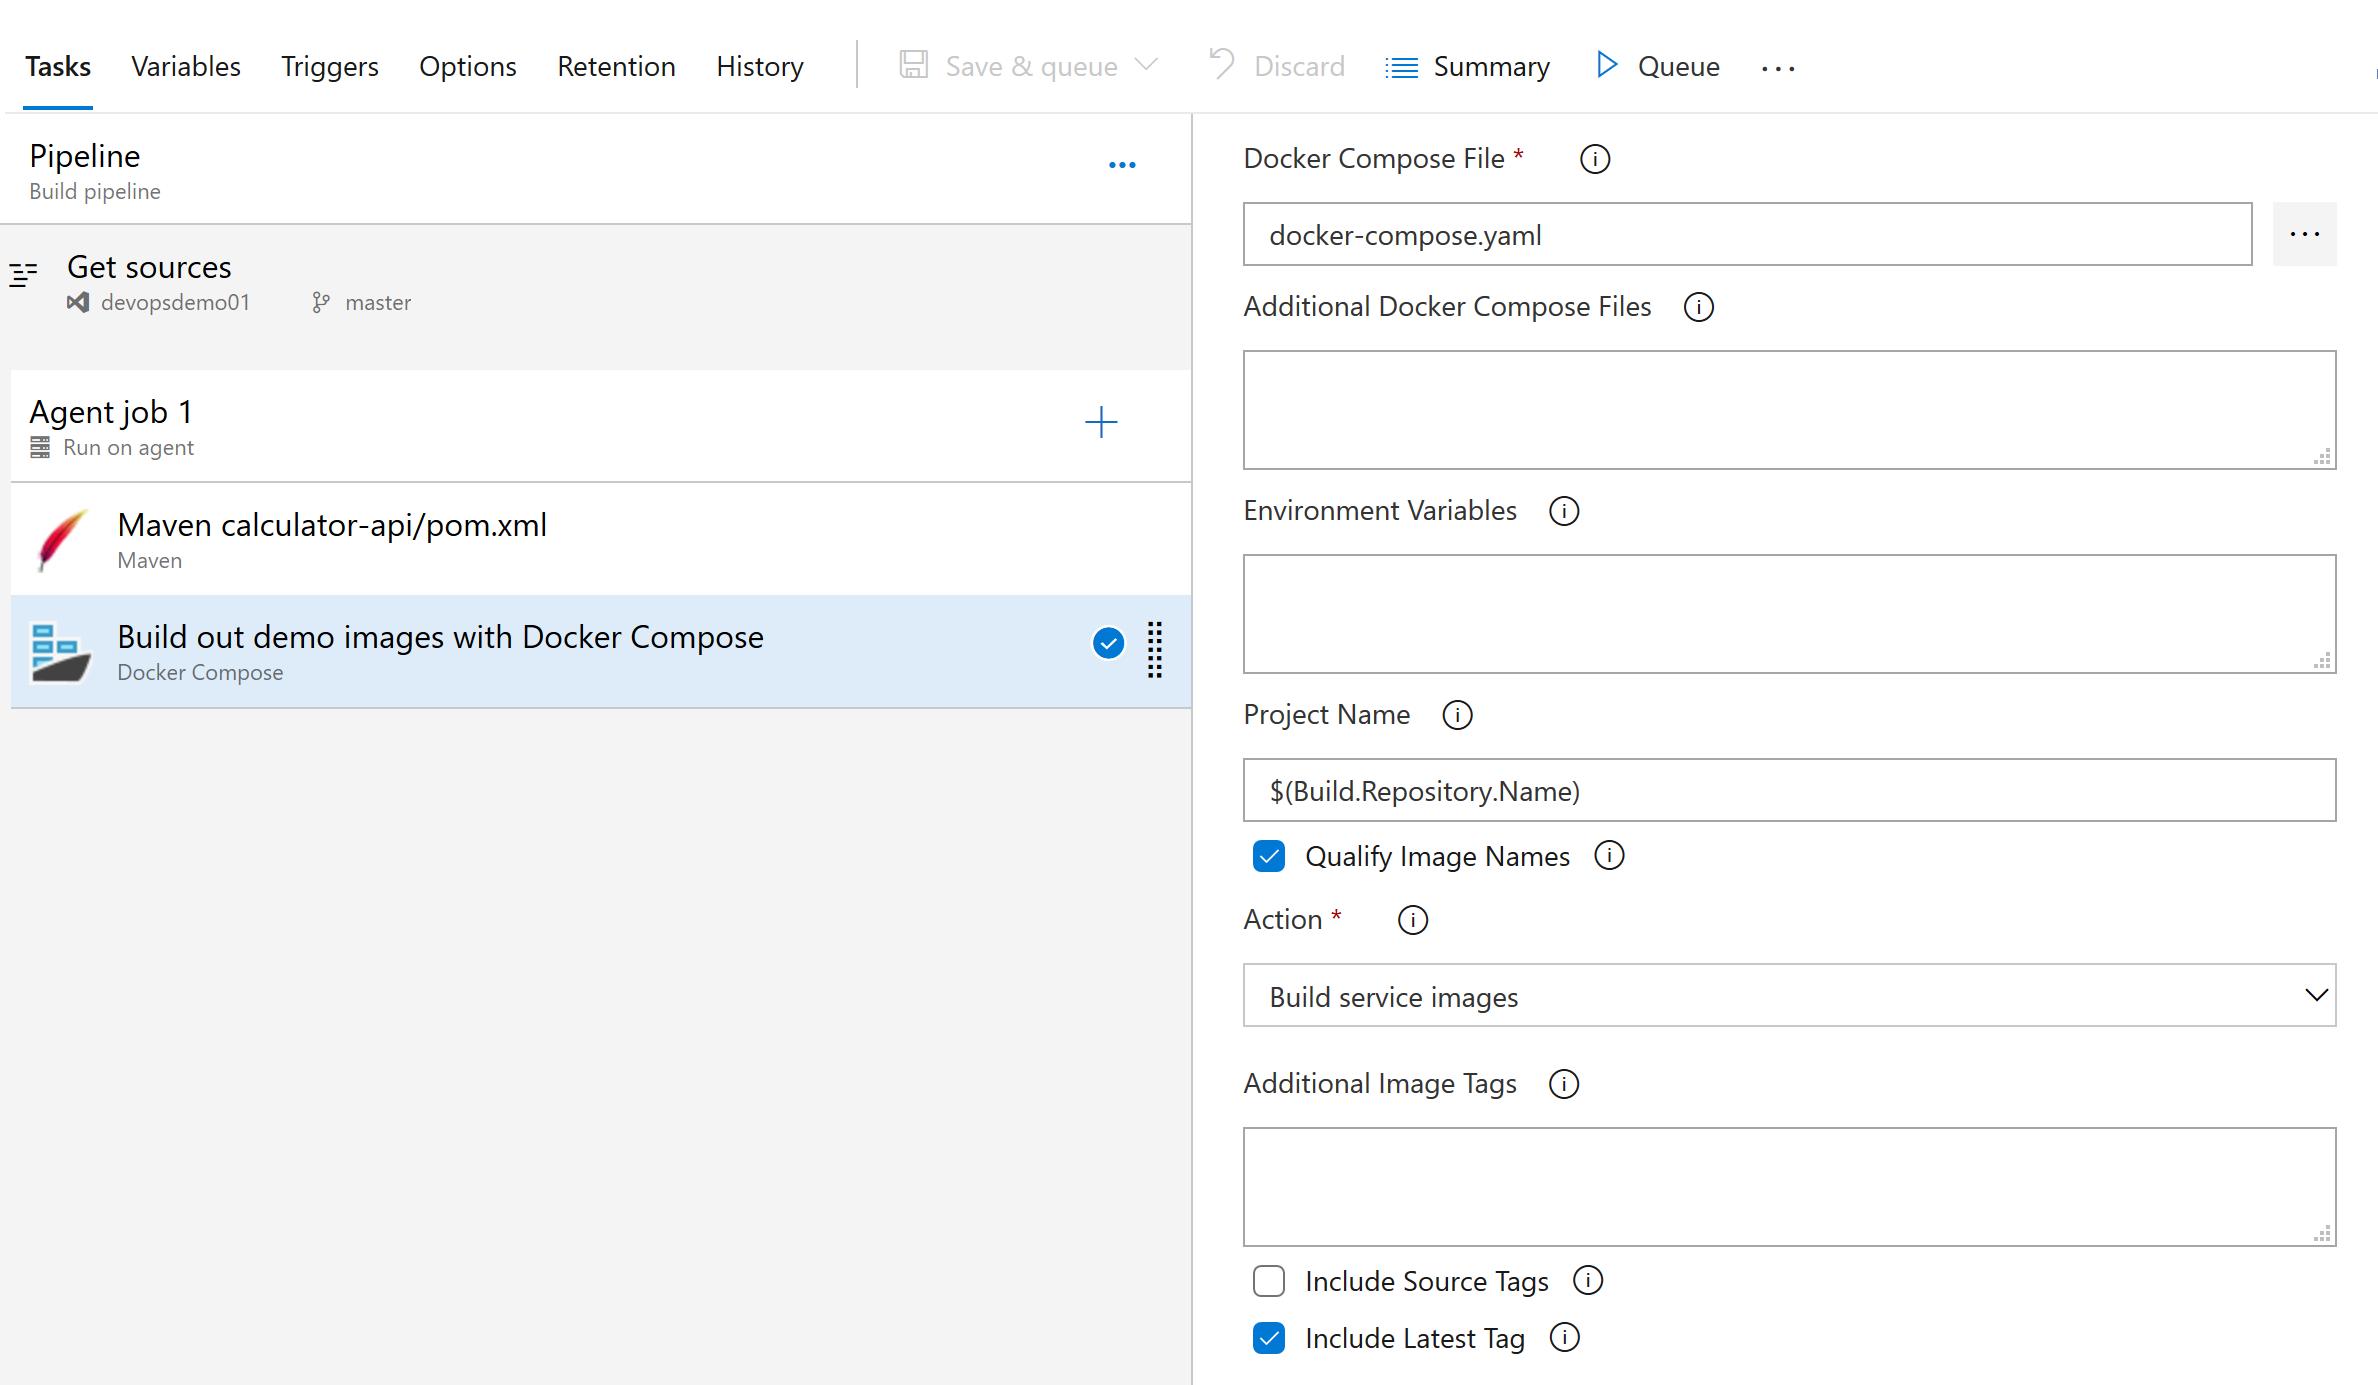 Tasks Variables Triggers Options Retention History Save & queue Discard Summary Queue ...
Pipeline
Build pipeline
Get sources
devopsdemo01 master
Agent job 1
Run on agent
Maven calculator-api/pom.xml
Maven
Build out demo images with Docker Compose
Docker Compose
Docker Compose File *
docker-compose.yaml
Additional Docker Compose Files
Environment Variables
Project Name
$(Build.Repository.Name)
Qualify Image Names
Action *
Build service images
Additional Image Tags
Include Source Tags
Include Latest Tag